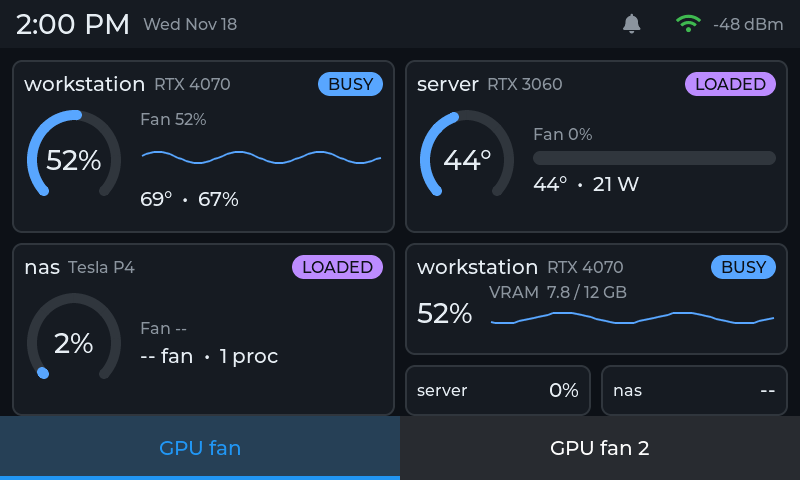 2:00 PM Wed Nov 18 -48 dBm
workstation RTX 4070 BUSY
Fan 52%
52%
69° • 67%
server RTX 3060 LOADED
Fan 0%
44°
44° • 21 W
nas Tesla P4 LOADED
Fan --
2%
-- fan • 1 proc
workstation RTX 4070 BUSY
VRAM 7.8 / 12 GB
52%
server 0%
nas --
GPU fan
GPU fan 2